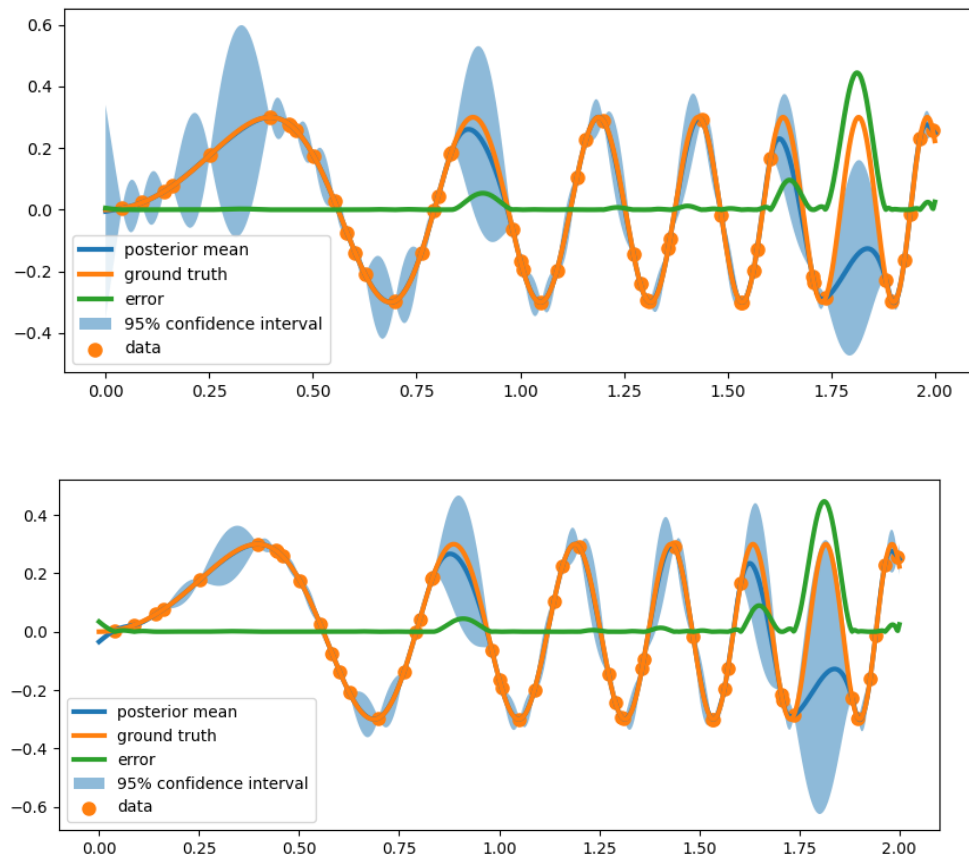 0.6
0.4
0.2
0.0
−0.2
−0.4
posterior mean
ground truth
error
95% confidence interval
data
0.00 0.25 0.50 0.75 1.00 1.25 1.50 1.75 2.00
0.4
0.2
0.0
−0.2
−0.4
−0.6
posterior mean
ground truth
error
95% confidence interval
data
0.00 0.25 0.50 0.75 1.00 1.25 1.50 1.75 2.00